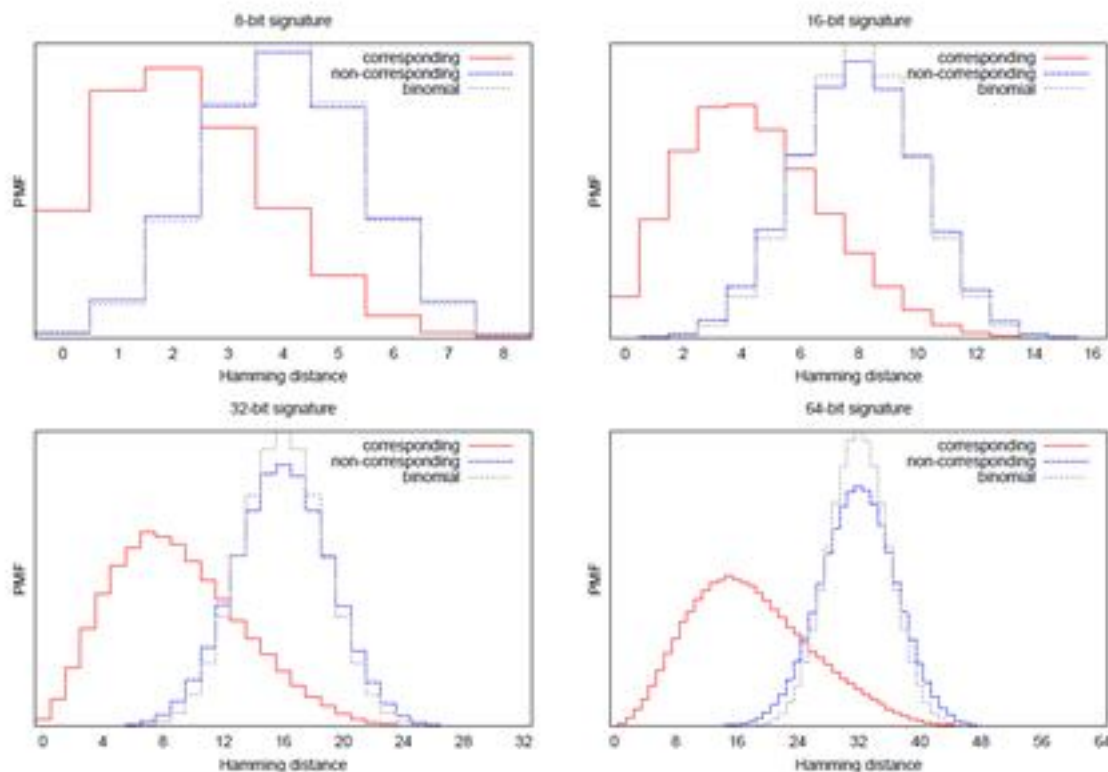 8-bit signature
corresponding
non-corresponding
binomial
PMF
0 1 2 3 4 5 6 7 8
Hamming distance
16-bit signature
corresponding
non-corresponding
binomial
PMF
0 2 4 6 8 10 12 14 16
Hamming distance
32-bit signature
corresponding
non-corresponding
binomial
PMF
0 4 8 12 16 20 24 28 32
Hamming distance
64-bit signature
corresponding
non-corresponding
binomial
PMF
0 8 16 24 32 40 48 56 64
Hamming distance